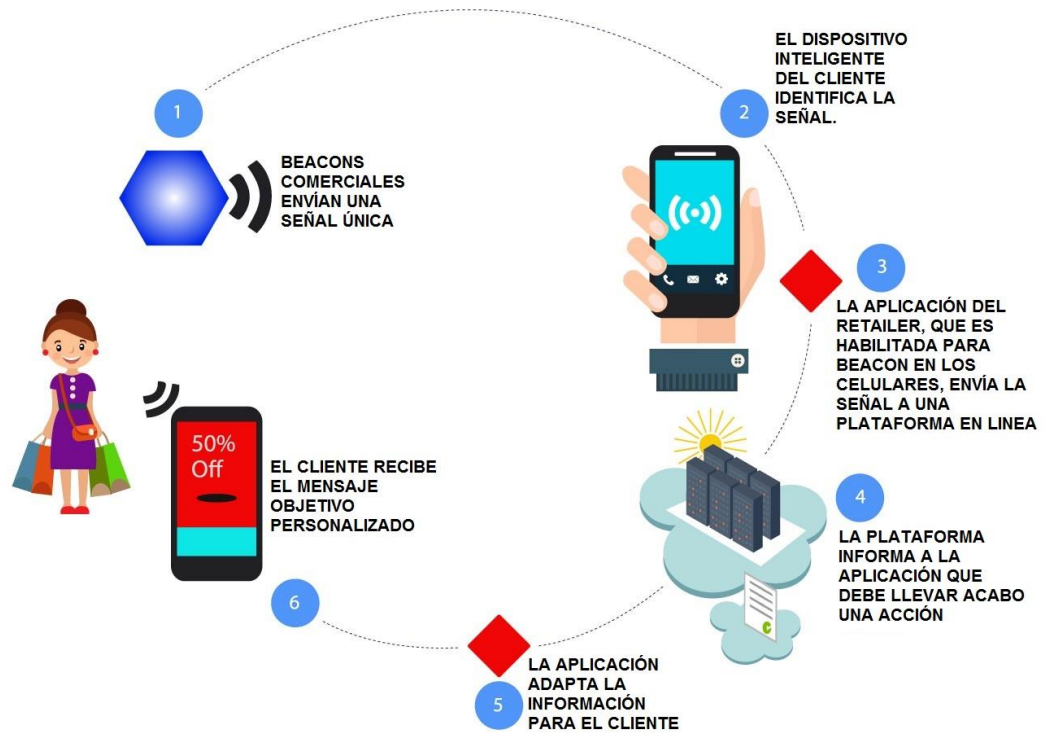 1
BEACONS
COMERCIALES
ENVÍAN UNA
SEÑAL ÚNICA
2
EL DISPOSITIVO
INTELIGENTE
DEL CLIENTE
IDENTIFICA LA
SEÑAL.
3
LA APLICACIÓN DEL
RETAILER, QUE ES
HABILITADA PARA
BEACON EN LOS
CELULARES, ENVÍA LA
SEÑAL A UNA
PLATAFORMA EN LINEA
4
LA PLATAFORMA
INFORMA A LA
APLICACIÓN QUE
DEBE LLEVAR ACABO
UNA ACCIÓN
5
LA APLICACIÓN
ADAPTA LA
INFORMACIÓN
PARA EL CLIENTE
6
EL CLIENTE RECIBE
EL MENSAJE
OBJETIVO
PERSONALIZADO
50%
Off